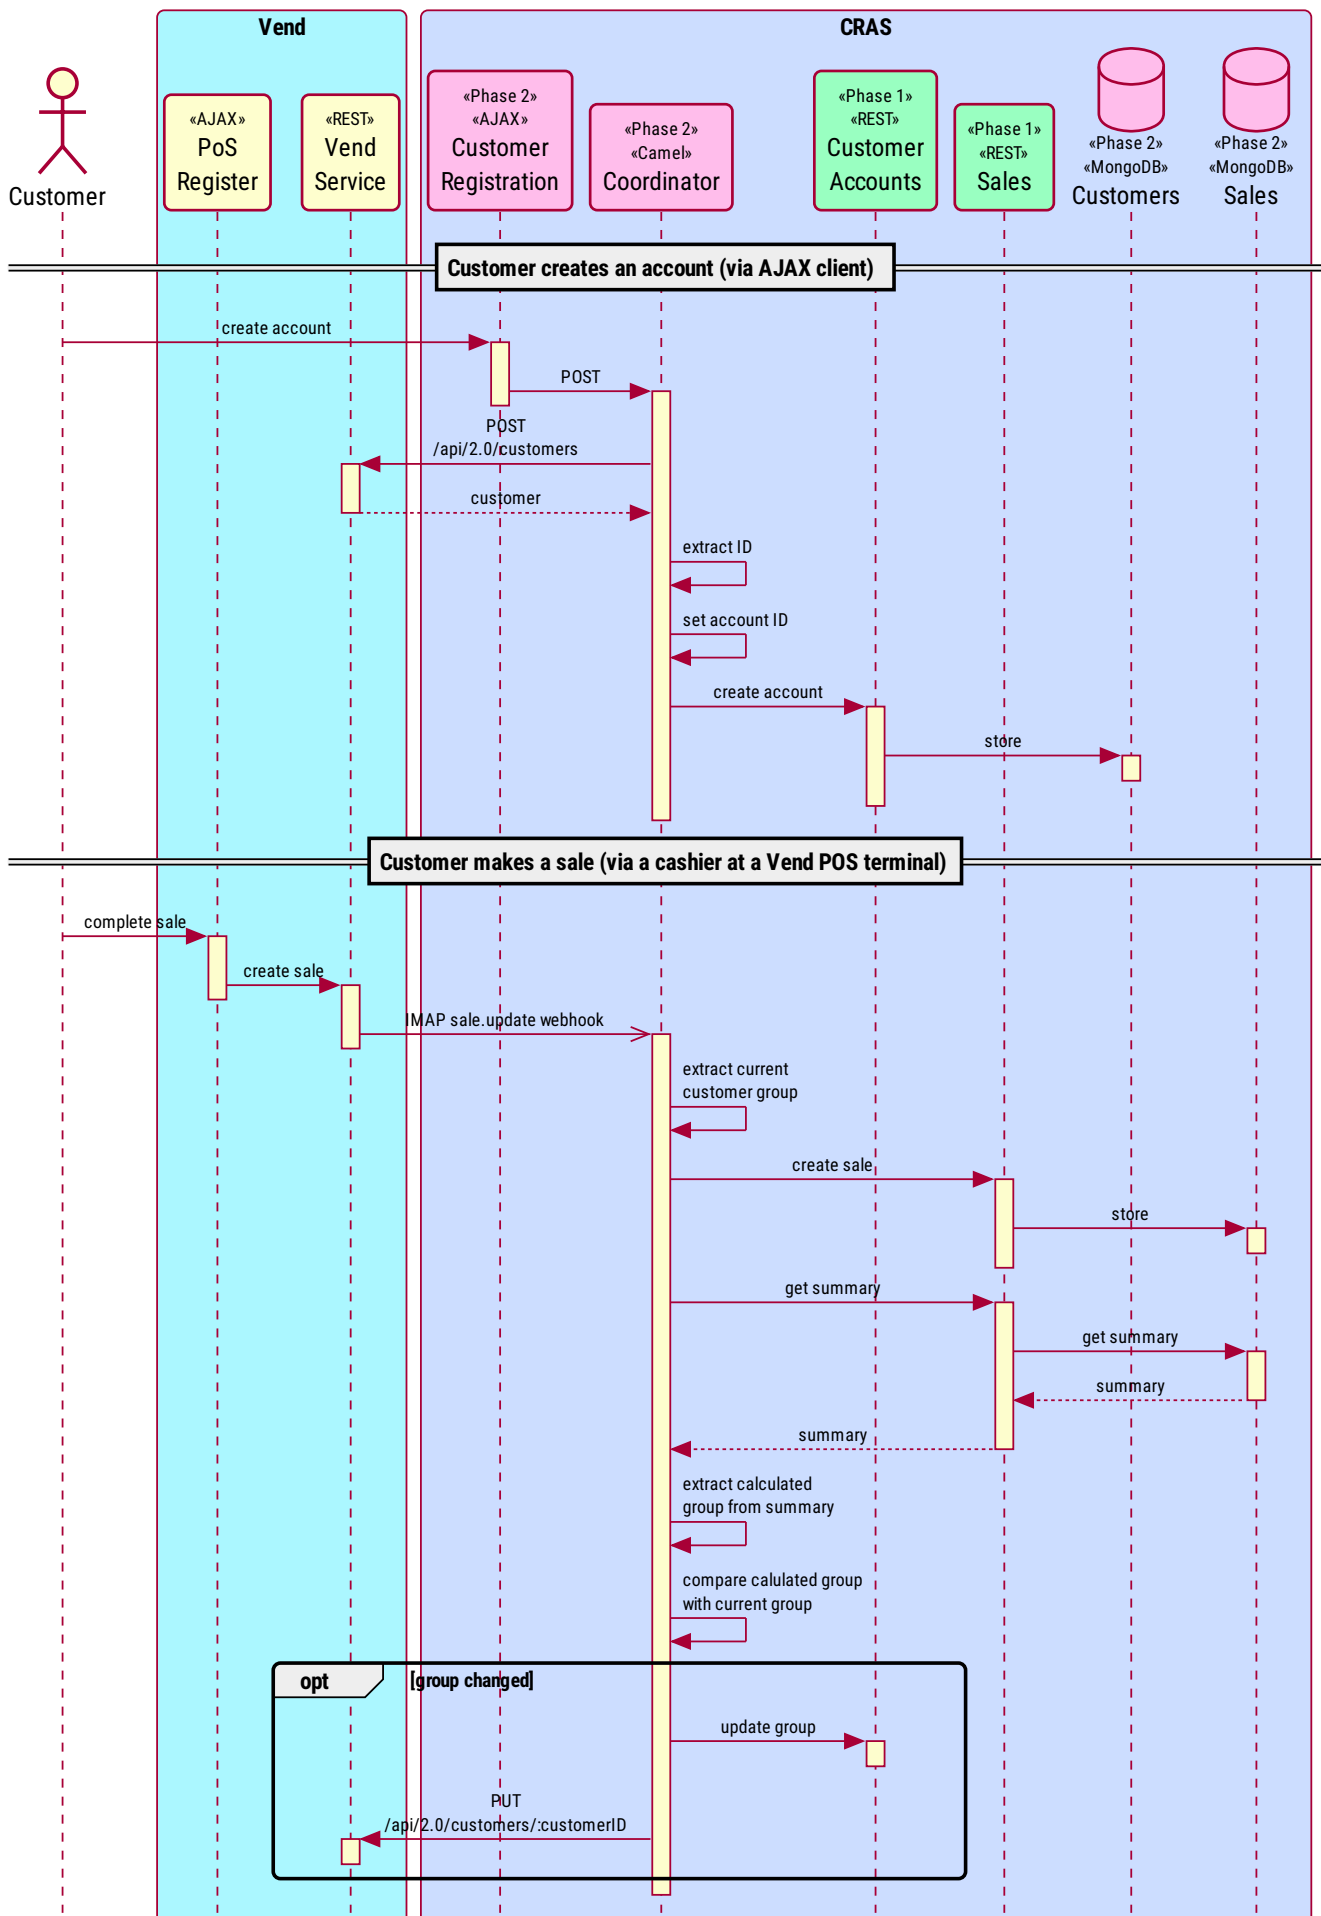 Vend
CRAS
Customer
«AJAX»
PoS
Register
«REST»
Vend
Service
«Phase 2»
«AJAX»
Customer
Registration
«Phase 2»
«Camel»
Coordinator
«Phase 1»
«REST»
Customer
Accounts
«Phase 1»
«REST»
Sales
«Phase 2»
«MongoDB»
Customers
«Phase 2»
«MongoDB»
Sales
Customer creates an account (via AJAX client)
create account
POST
POST
/api/2.0/customers
customer
extract ID
set account ID
create account
store
Customer makes a sale (via a cashier at a Vend POS terminal)
complete sale
create sale
IMAP sale.update webhook
extract current
customer group
create sale
store
get summary
get summary
summary
summary
extract calculated
group from summary
compare calulated group
with current group
opt
[group changed]
update group
PUT
/api/2.0/customers/:customerID